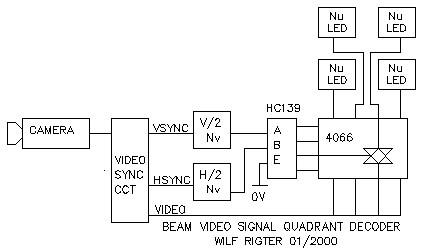 Nu
LED
Nu
LED
Nu
LED
Nu
LED
HC139
CAMERA
VSYNC
V/2
Nv
A
B
E
4066
VIDEO
SYNC
CCT
HSYNC
H/2
Nv
0V
VIDEO
BEAM VIDEO SIGNAL QUADRANT DECODER
WILF RIGTER 01/2000